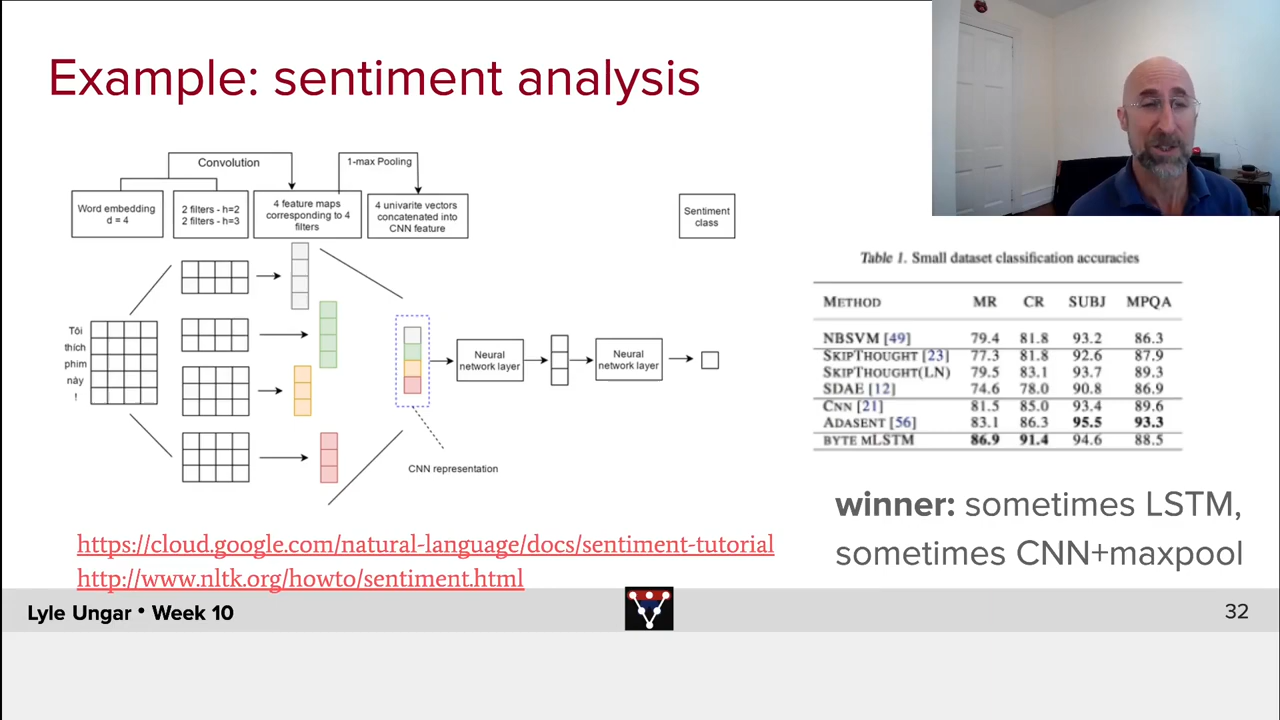 Example: sentiment analysis
Convolution
1-max Pooling
Word embedding
d = 4
2 filters - h=2
2 filters - h=3
4 feature maps
corresponding to 4
filters
4 univarite vectors
concatenated into
CNN feature
Sentiment
class
Tôi
thích
phim
này
!
Neural
network layer
Neural
network layer
CNN representation
Table 1. Small dataset classification accuracies
METHOD MR CR SUBJ MPQA
NBSVM [49] 79.4 81.8 93.2 86.3
SKIPTHOUGHT [23] 77.3 81.8 92.6 87.9
SKIPTHOUGHT(LN) 79.5 83.1 93.7 89.3
SDAE [12] 74.6 78.0 90.8 86.9
CNN [21] 81.5 85.0 93.4 89.6
ADASENT [56] 83.1 86.3 95.5 93.3
BYTE MLSTM 86.9 91.4 94.6 88.5
winner: sometimes LSTM,
sometimes CNN+maxpool
https://cloud.google.com/natural-language/docs/sentiment-tutorial
http://www.nltk.org/howto/sentiment.html
Lyle Ungar • Week 10
32